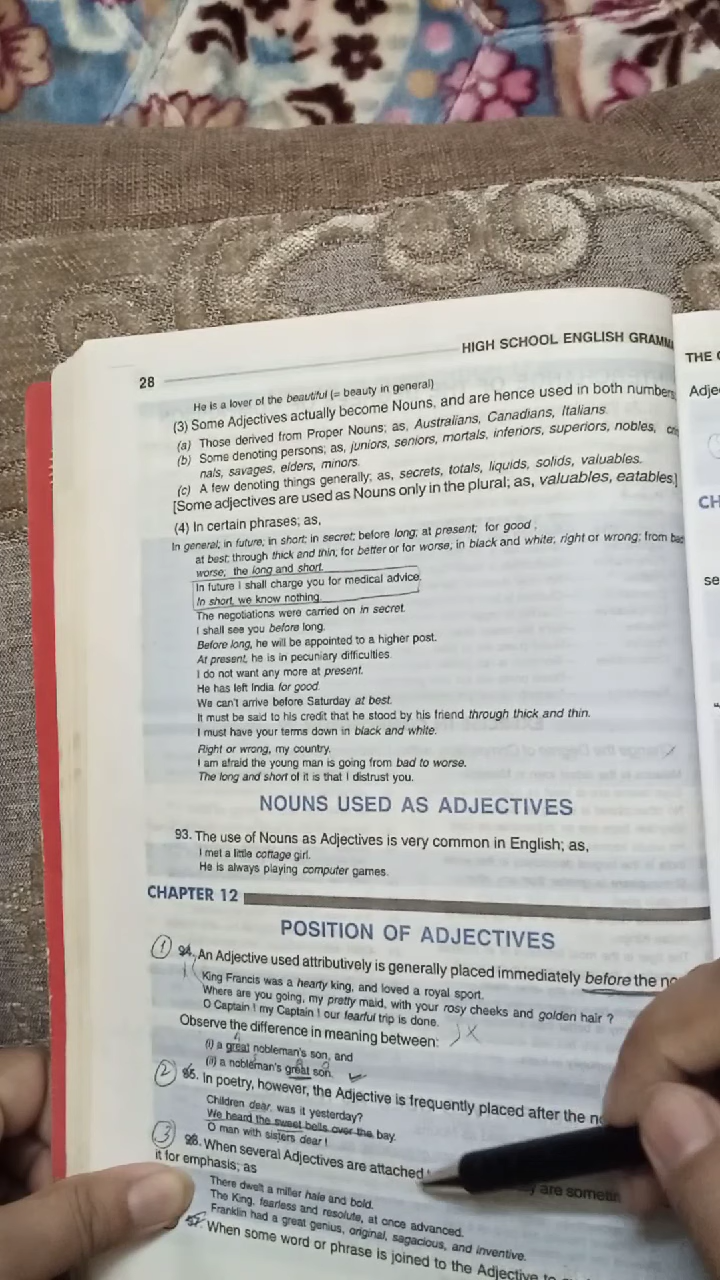 28
HIGH SCHOOL ENGLISH
He is a lover of the beautiful (= beauty in general)
(3) Some Adjectives actually become Nouns, and are hence used in both numbers
(a) Those derived from Proper Nouns; as, Australians, Canadians, Italians.
(b) Some denoting persons; as, juniors, seniors, mortals, inferiors, superiors, nobles,
nals, savages, elders, minors.
(c) A few denoting things generally; as, secrets, totals, liquids, solids, valuables.
[Some adjectives are used as Nouns only in the plural; as, valuables, eatables.]
(4) In certain phrases; as,
In general; in future; in short; in secret; before long; at present; for good;
at best; through thick and thin; for better or for worse; in black and white; right or wrong; from
worse; the long and short.
In future I shall charge you for medical advice.
In short, we know nothing.
The negotiations were carried on in secret.
I shall see you before long.
Before long, he will be appointed to a higher post.
At present, he is in pecuniary difficulties.
I do not want any more at present.
He has left India for good.
We can't arrive before Saturday at best.
It must be said to his credit that he stood by his friend through thick and thin.
I must have your terms down in black and white.
Right or wrong, my country.
I am afraid the young man is going from bad to worse.
The long and short of it is that I distrust you.
NOUNS USED AS ADJECTIVES
93. The use of Nouns as Adjectives is very common in English; as,
I met a little cottage girl.
He is always playing computer games.
CHAPTER 12
POSITION OF ADJECTIVES
1 94. An Adjective used attributively is generally placed immediately before the
King Francis was a hearty king, and loved a royal sport.
Where are you going, my pretty maid, with your rosy cheeks and golden hair ?
O Captain ! my Captain ! our fearful trip is done.
Observe the difference in meaning between:
(i) a great nobleman's son, and
(ii) a nobleman's great son.
2 95. In poetry, however, the Adjective is frequently placed after the
Children dear, was it yesterday?
We heard the sweet bells over the bay.
O man with sisters dear !
3 96. When several Adjectives are attached are
it for emphasis; as
There dwelt a miller hale and bold.
The King, fearless and resolute, at once advanced.
Franklin had a great genius, original, sagacious, and inventive.
97. When some word or phrase is joined to the Adjective to
THE
CH
se